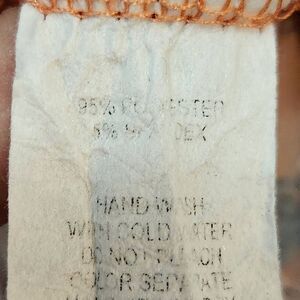 95% POLYESTER
5% SPANDEX
HAND WASH
WITH COLD WATER
DO NOT BLEACH
COLOR SEPARATE